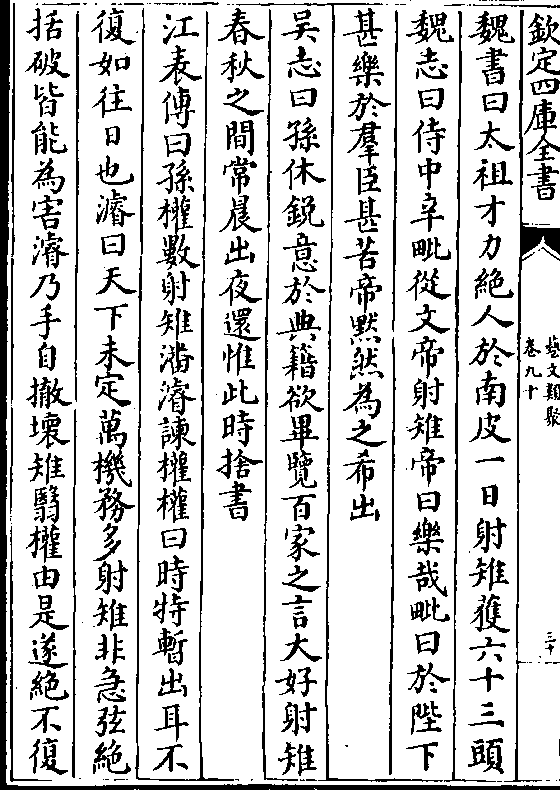 欽定四庫全書
藝文類聚
卷九十
三十
魏書曰太祖才力絶人於南皮一日射雉獲六十三頭
魏志曰侍中辛毗從文帝射雉帝曰樂哉毗曰於陛下
甚樂於羣臣甚苦帝黙然為之希出
吴志曰孫休鋭意於典籍欲畢覽百家之言大好射雉
春秋之間常晨出夜還惟此時捨書
江表傳曰孫權數射雉潘濬諫權權曰時特暫出耳不
復如往日也濬曰天下未定萬機務多射雉非急弦絶
括破皆能為害濬乃手自撤壞雉翳權由是遂絶不復